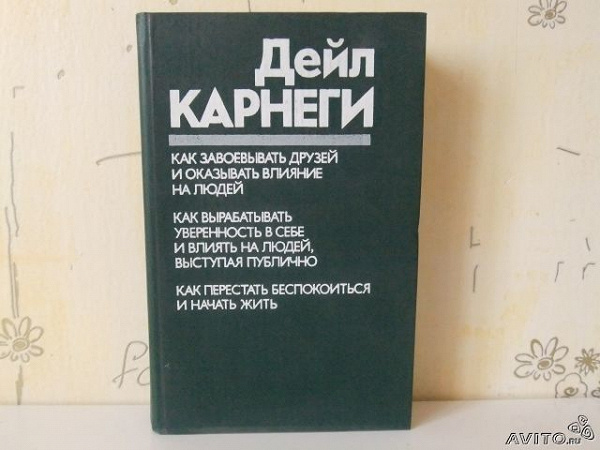 Дейл
КАРНЕГИ
КАК ЗАВОЕВЫВАТЬ ДРУЗЕЙ
И ОКАЗЫВАТЬ ВЛИЯНИЕ
НА ЛЮДЕЙ
КАК ВЫРАБАТЫВАТЬ
УВЕРЕННОСТЬ В СЕБЕ
И ВЛИЯТЬ НА ЛЮДЕЙ,
ВЫСТУПАЯ ПУБЛИЧНО
КАК ПЕРЕСТАТЬ БЕСПОКОИТЬСЯ
И НАЧАТЬ ЖИТЬ
AVITO.ru